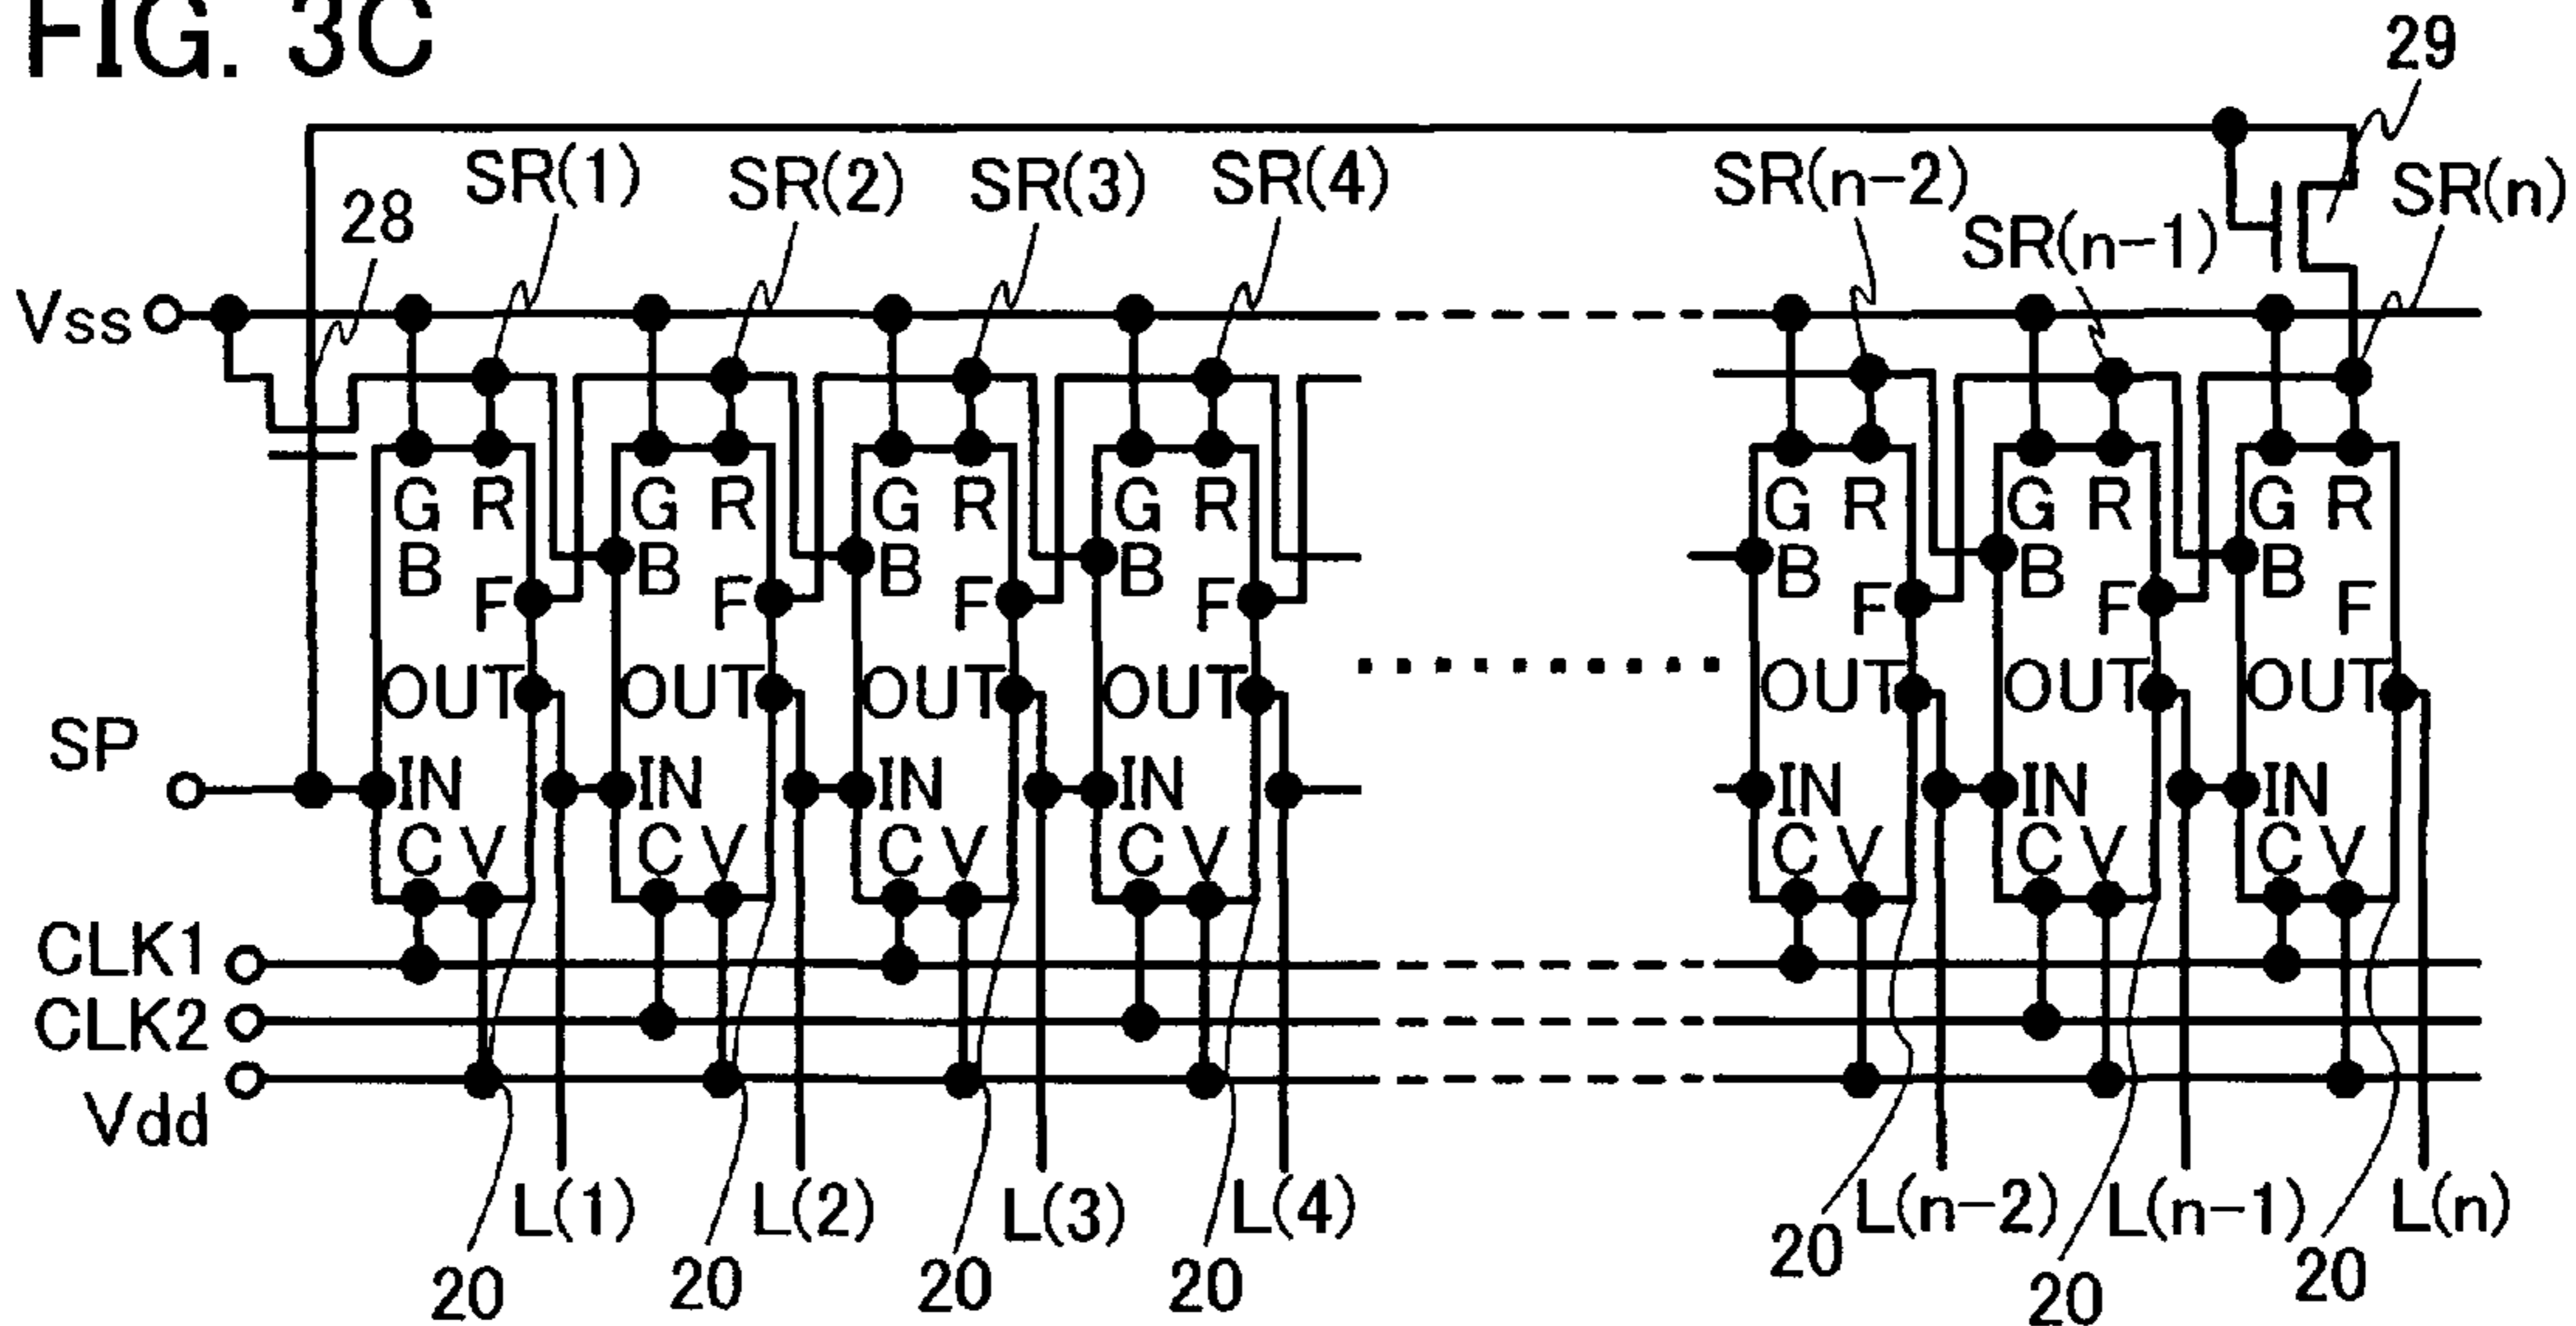 FIG. 3C
29
SR(1) SR(2) SR(3) SR(4) SR(n-2) SR(n-1) SR(n)
28
Vss
G R G R G R G R G R G R G R
B B B B B B B
F F F F F F F
OUT OUT OUT OUT OUT OUT OUT
SP
IN IN IN IN IN IN IN
C V C V C V C V C V C V C V
CLK1
CLK2
Vdd
L(1) L(2) L(3) L(4) L(n-2) L(n-1) L(n)
20 20 20 20 20 20 20